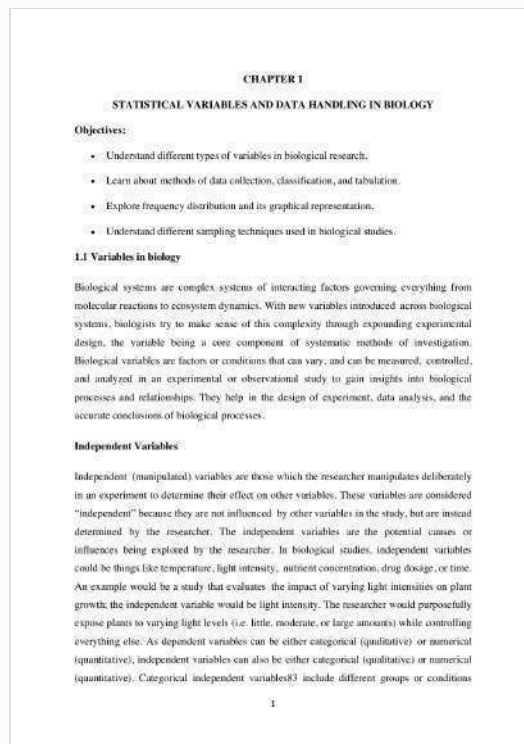 CHAPTER 1
STATISTICAL VARIABLES AND DATA HANDLING IN BIOLOGY
Objectives:
• Understand different types of variables in biological research.
• Learn about methods of data collection, classification, and tabulation.
• Explore frequency distribution and its graphical representation.
• Understand different sampling techniques used in biological studies.
1.1 Variables in biology
Biological systems are complex systems of interacting factors governing everything from
molecular reactions to ecosystem dynamics. With new variables introduced across biological
systems, biologists try to make sense of this complexity through expounding experimental
design, the variable being a core component of systematic methods of investigation.
Biological variables are factors or conditions that can vary, and can be measured, controlled,
and analyzed in an experimental or observational study to gain insights into biological
processes and relationships. They help in the design of experiment, data analysis, and the
accurate conclusions of biological processes.
Independent Variables
Independent (manipulated) variables are those which the researcher manipulates deliberately
in an experiment to determine their effect on other variables. These variables are considered
“independent” because they are not influenced by other variables in the study, but are instead
determined by the researcher. The independent variables are the potential causes or
influences being explored by the researcher. In biological studies, independent variables
could be things like temperature, light intensity, nutrient concentration, drug dosage, or time.
An example would be a study that evaluates the impact of varying light intensities on plant
growth; the independent variable would be light intensity. The researcher would purposefully
expose plants to varying light levels (i.e. little, moderate, or large amounts) while controlling
everything else. As dependent variables can be either categorical (qualitative) or numerical
(quantitative), independent variables can also be either categorical (qualitative) or numerical
(quantitative). Categorical independent variables83 include different groups or conditions
1